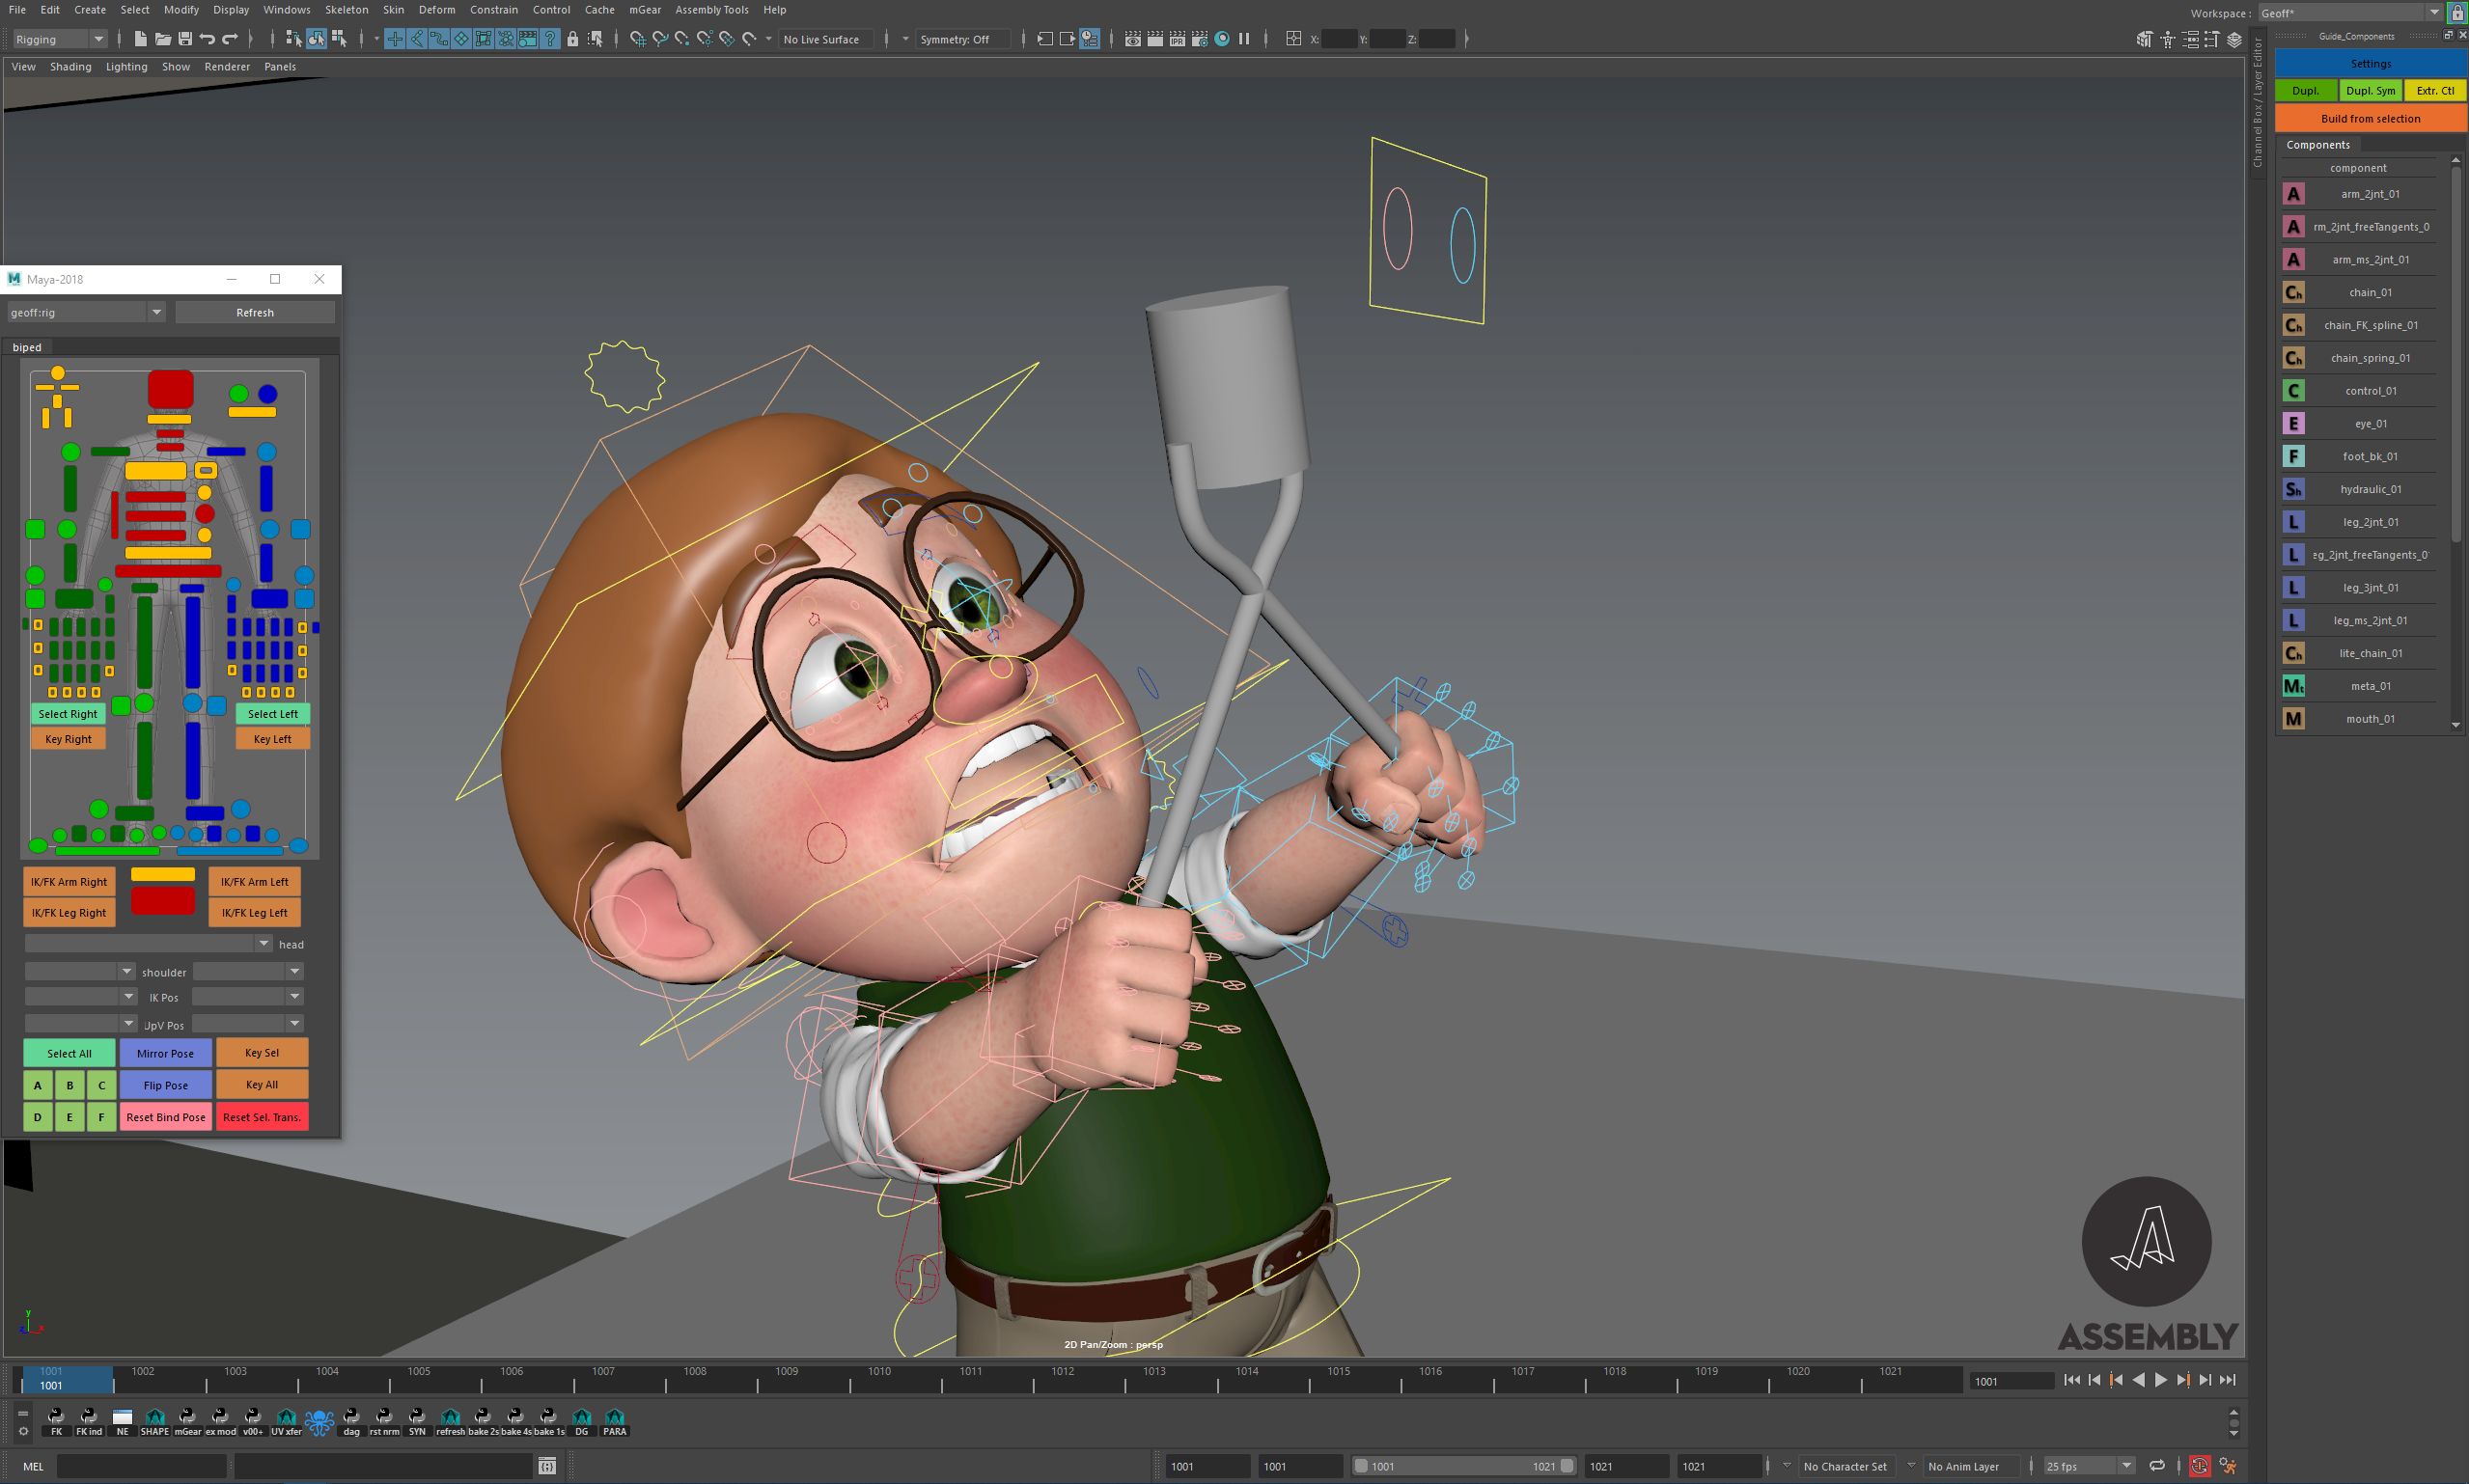 File Edit Create Select Modify Display Windows Skeleton Skin Deform Constrain Control Cache mGear Assembly Tools Help
Workspace : Geoff*
Rigging No Live Surface Symmetry: Off X: Y: Z:
View Shading Lighting Show Renderer Panels
Channel Box / Layer Editor
Guide_Components
Settings
Dupl. Dupl. Sym Extr. Ctl
Build from selection
Components
component
A arm_2jnt_01
A rm_2jnt_freeTangents_0
A arm_ms_2jnt_01
Ch chain_01
Ch chain_FK_spline_01
Ch chain_spring_01
C control_01
E eye_01
F foot_bk_01
Sh hydraulic_01
L leg_2jnt_01
L eg_2jnt_freeTangents_0
L leg_3jnt_01
L leg_ms_2jnt_01
Ch lite_chain_01
Mt meta_01
M mouth_01
M Maya-2018
geoff:rig Refresh
biped
Select Right Select Left
Key Right Key Left
IK/FK Arm Right IK/FK Arm Left
IK/FK Leg Right IK/FK Leg Left
head
shoulder
IK Pos
UpV Pos
Select All Mirror Pose Key Sel
A B C Flip Pose Key All
D E F Reset Bind Pose Reset Sel. Trans.
y
2D Pan/Zoom : persp
ASSEMBLY
1001 1002 1003 1004 1005 1006 1007 1008 1009 1010 1011 1012 1013 1014 1015 1016 1017 1018 1019 1020 1021
1001 1001
FK FK ind NE SHAPE mGear ex mod v00+ UV xfer dag rst nrm SYN refresh bake 2s bake 4s bake 1s DG PARA
MEL 1001 1001 1001 1021 1021 1021 No Character Set No Anim Layer 25 fps